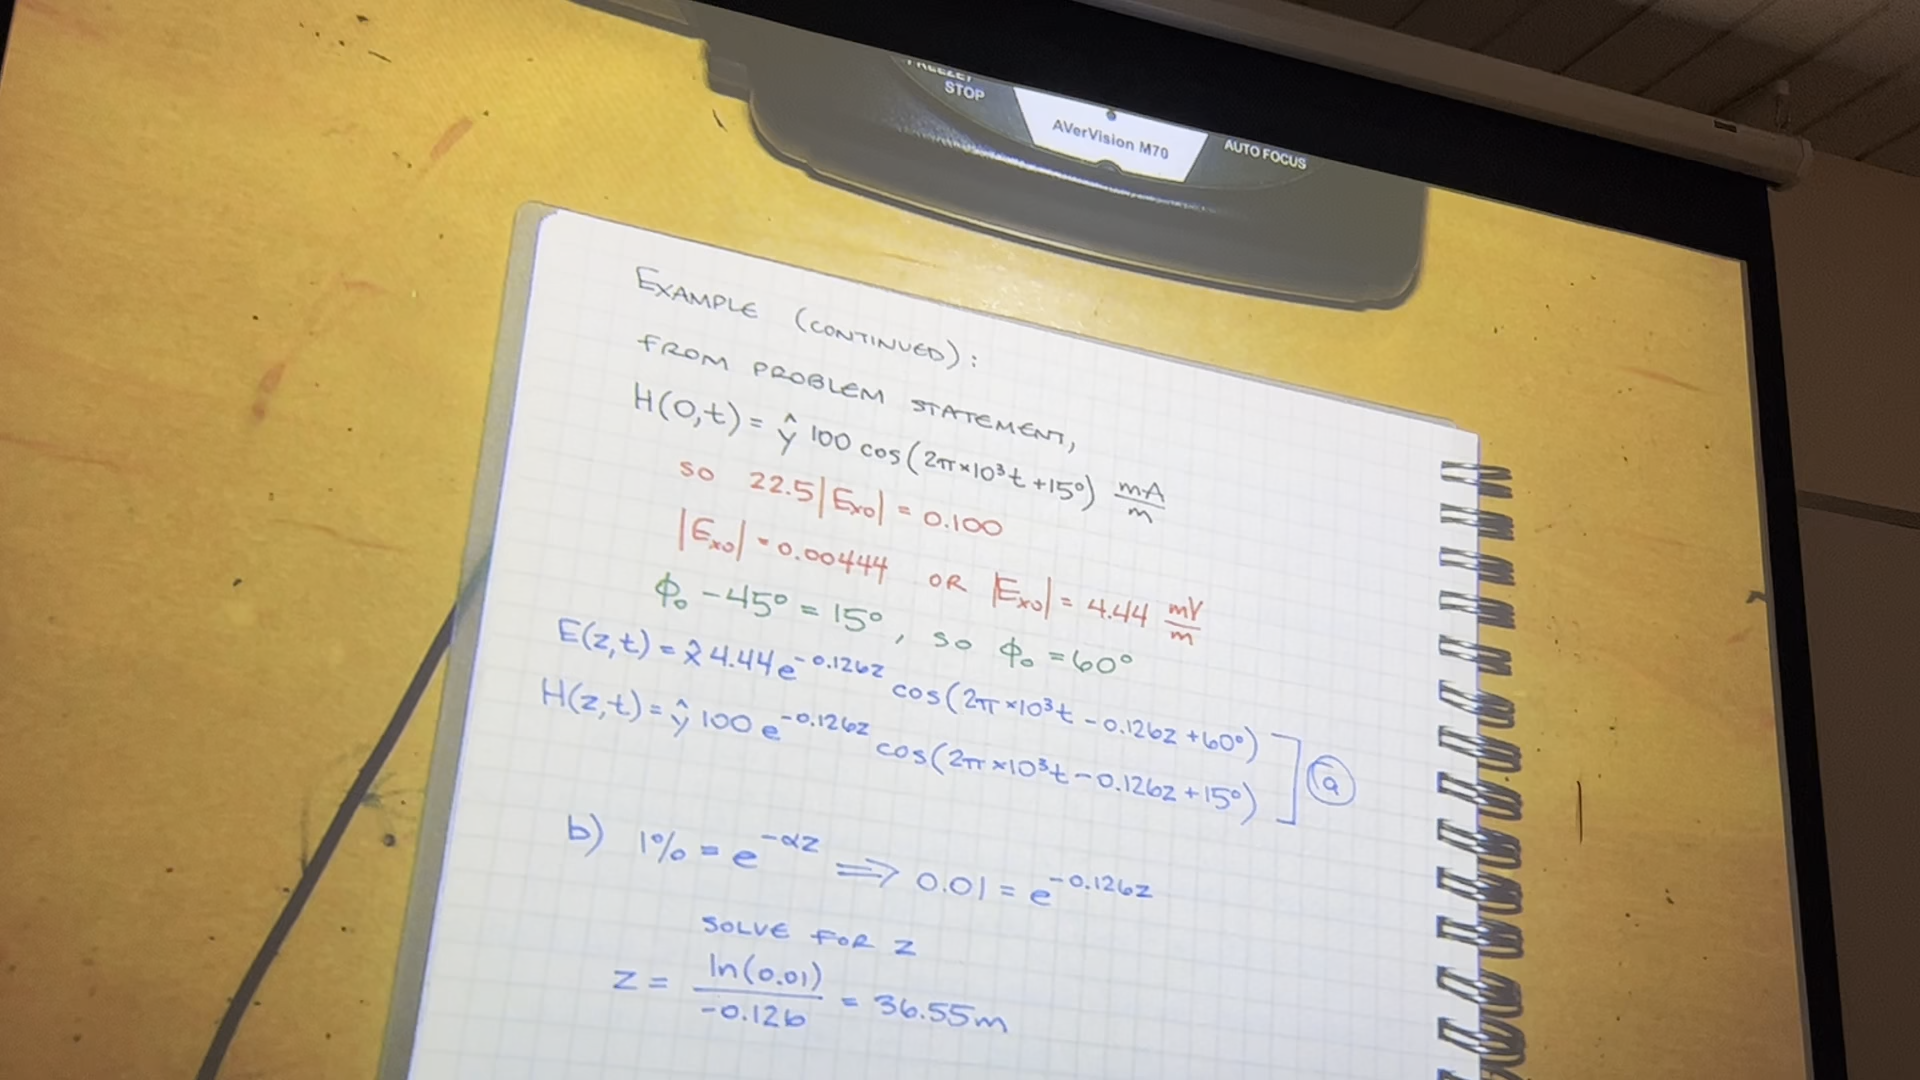 FREEZE/
STOP
AVerVision M70
AUTO FOCUS
EXAMPLE (CONTINUED):
FROM PROBLEM STATEMENT,
H(0,t) = ŷ 100 cos(2π×10³t +15°) mA/m
so 22.5|Ex0| = 0.100
|Ex0| = 0.00444 OR |Ex0| = 4.44 mV/m
ϕ₀ -45° = 15°, so ϕ₀ = 60°
E(z,t) = x̂ 4.44e^-0.126z cos(2π×10³t -0.126z +60°)
H(z,t) = ŷ 100 e^-0.126z cos(2π×10³t -0.126z +15°)
a
b) 1% = e^-αz ⟹ 0.01 = e^-0.126z
SOLVE FOR Z
z = ln(0.01)/-0.126 = 36.55m